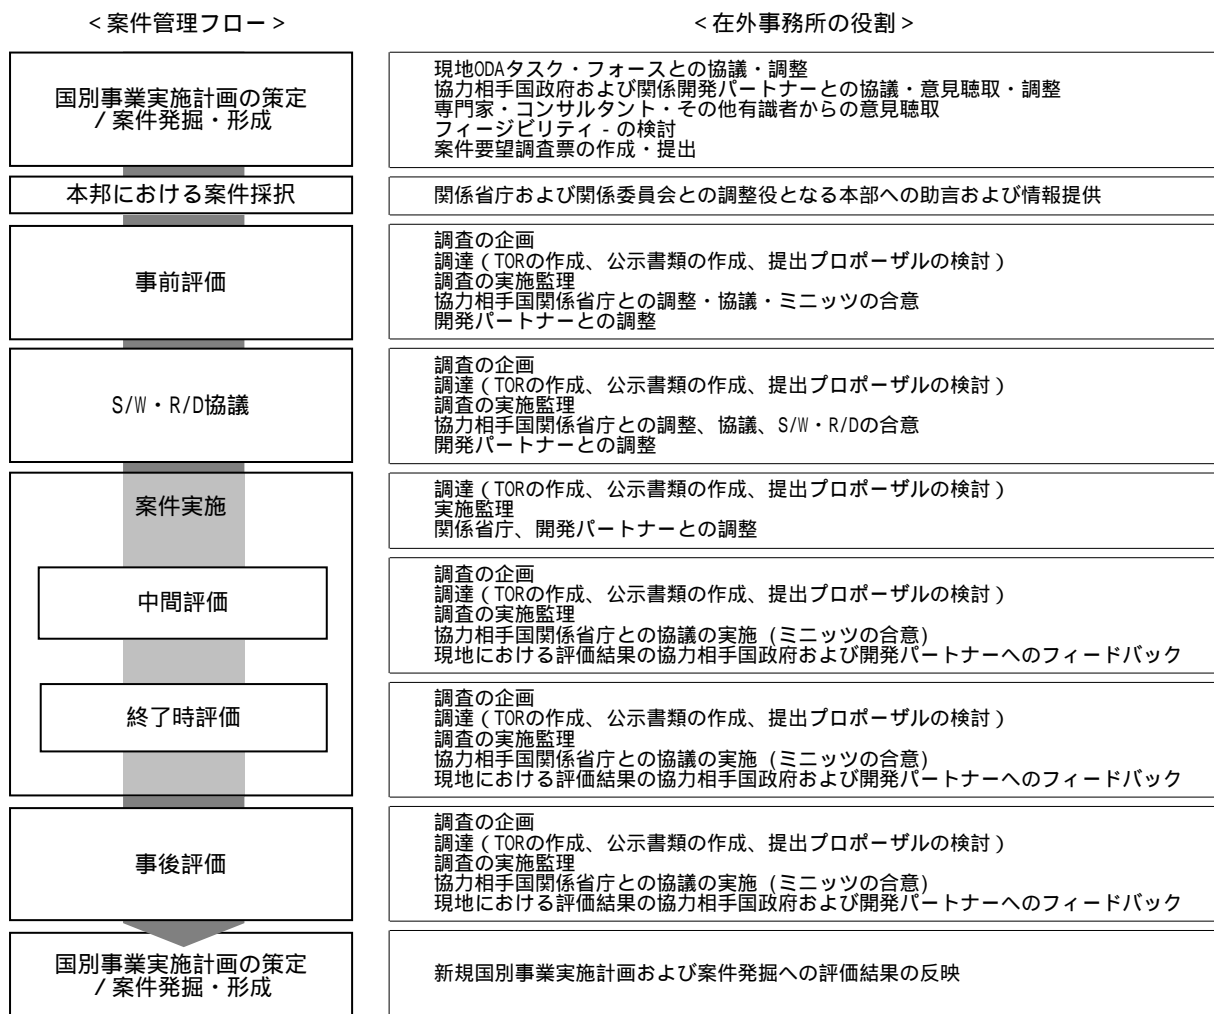 ＜案件管理フロー＞
＜在外事務所の役割＞
国別事業実施計画の策定
/ 案件発掘・形成
現地ODAタスク・フォースとの協議・調整
協力相手国政府および関係開発パートナーとの協議・意見聴取・調整
専門家・コンサルタント・その他有識者からの意見聴取
フィージビリティ - の検討
案件要望調査票の作成・提出
本邦における案件採択
関係省庁および関係委員会との調整役となる本部への助言および情報提供
事前評価
調査の企画
調達（TORの作成、公示書類の作成、提出プロポーザルの検討）
調査の実施監理
協力相手国関係省庁との調整・協議・ミニッツの合意
開発パートナーとの調整
S/W・R/D協議
調査の企画
調達（TORの作成、公示書類の作成、提出プロポーザルの検討）
調査の実施監理
協力相手国関係省庁との調整、協議、S/W・R/Dの合意
開発パートナーとの調整
案件実施
調達（TORの作成、公示書類の作成、提出プロポーザルの検討）
実施監理
関係省庁、開発パートナーとの調整
中間評価
調査の企画
調達（TORの作成、公示書類の作成、提出プロポーザルの検討）
調査の実施監理
協力相手国関係省庁との協議の実施 (ミニッツの合意)
現地における評価結果の協力相手国政府および開発パートナーへのフィードバック
終了時評価
調査の企画
調達（TORの作成、公示書類の作成、提出プロポーザルの検討）
調査の実施監理
協力相手国関係省庁との協議の実施 (ミニッツの合意)
現地における評価結果の協力相手国政府および開発パートナーへのフィードバック
事後評価
調査の企画
調達（TORの作成、公示書類の作成、提出プロポーザルの検討）
調査の実施監理
協力相手国関係省庁との協議の実施 (ミニッツの合意)
現地における評価結果の協力相手国政府および開発パートナーへのフィードバック
国別事業実施計画の策定
/ 案件発掘・形成
新規国別事業実施計画および案件発掘への評価結果の反映